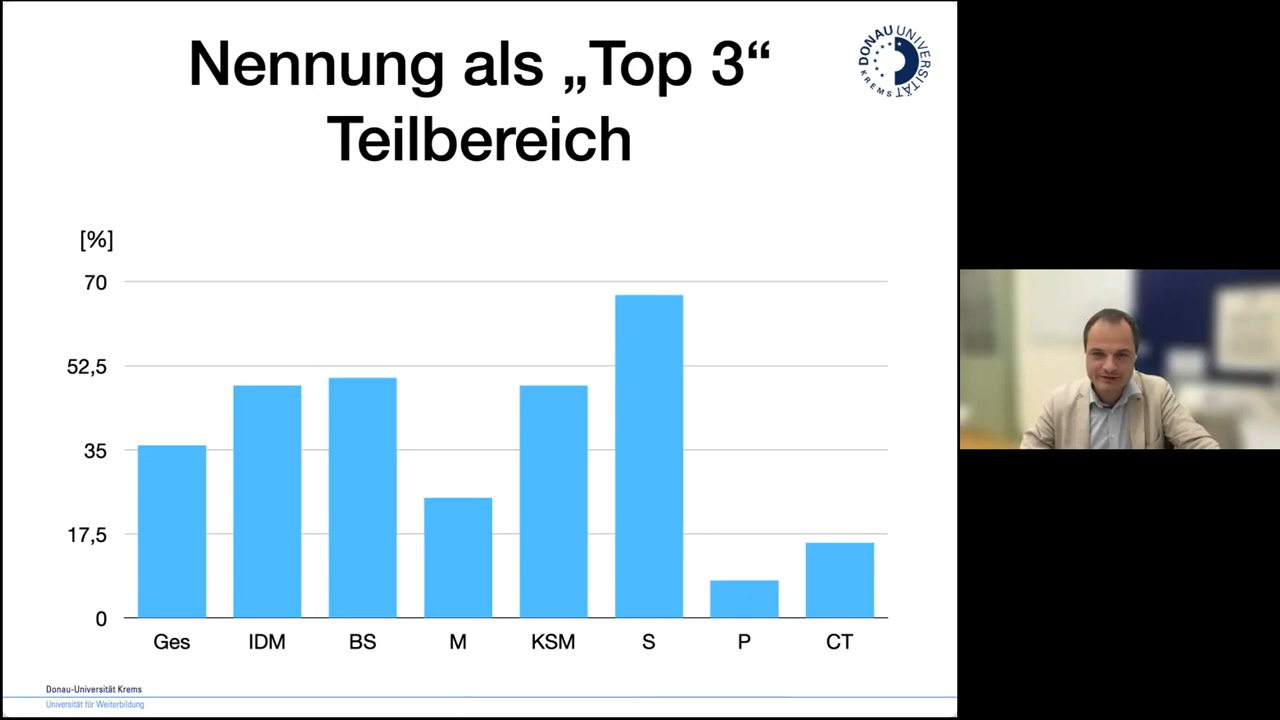 Nennung als „Top 3“
Teilbereich
DONAU UNIVERSITÄT
KREMS
[%]
70
52,5
35
17,5
0
Ges IDM BS M KSM S P CT
Donau-Universität Krems
Universität für Weiterbildung